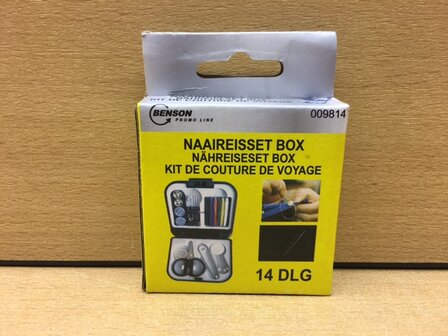 BENSON
PROMO LINE
009814
NAAIREISSET BOX
NÄHREISESET BOX
KIT DE COUTURE DE VOYAGE
14 DLG